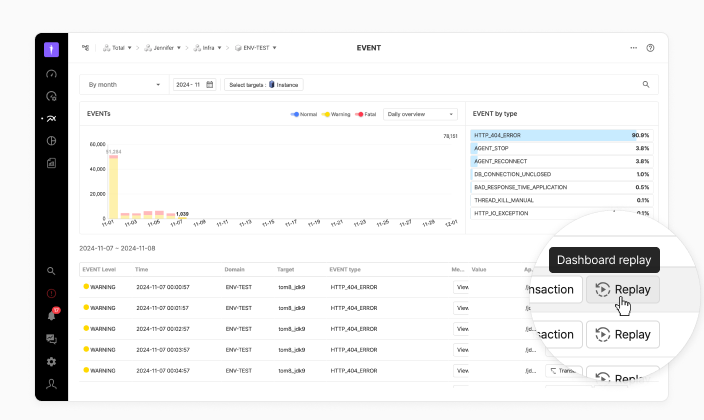 Total ▾ > Jennifer ▾ > Infra ▾ > ENV-TEST ▾
EVENT
By month
2024- 11
Select targets : Instance
EVENTs
Normal Warning Fatal
Daily overview
EVENT by type
78,151
60,000
51,284
40,000
20,000
0
1,939
11-01 11-03 11-05 11-07 11-09 11-11 11-13 11-15 11-17 11-19 11-21 11-23 11-25 11-27 11-29 12-01
HTTP_404_ERROR 90.9%
AGENT_STOP 3.8%
AGENT_RECONNECT 3.8%
DB_CONNECTION_UNCLOSED 1.0%
BAD_RESPONSE_TIME_APPLICATION 0.5%
THREAD_KILL_MANUAL 0.1%
HTTP_IO_EXCEPTION 0.1%
2024-11-07 ~ 2024-11-08
EVENT Level Time Domain Target EVENT type Me... Value Ap...
WARNING 2024-11-07 00:00:57 ENV-TEST tom8_jdk9 HTTP_404_ERROR View
WARNING 2024-11-07 00:01:57 ENV-TEST tom8_jdk9 HTTP_404_ERROR View
WARNING 2024-11-07 00:02:57 ENV-TEST tom8_jdk9 HTTP_404_ERROR View
WARNING 2024-11-07 00:03:57 ENV-TEST tom8_jdk9 HTTP_404_ERROR View /jd...
WARNING 2024-11-07 00:04:57 ENV-TEST tom8_jdk9 HTTP_404_ERROR View /jd... Trans
Dashboard replay
nsaction Replay
saction Replay
Replay